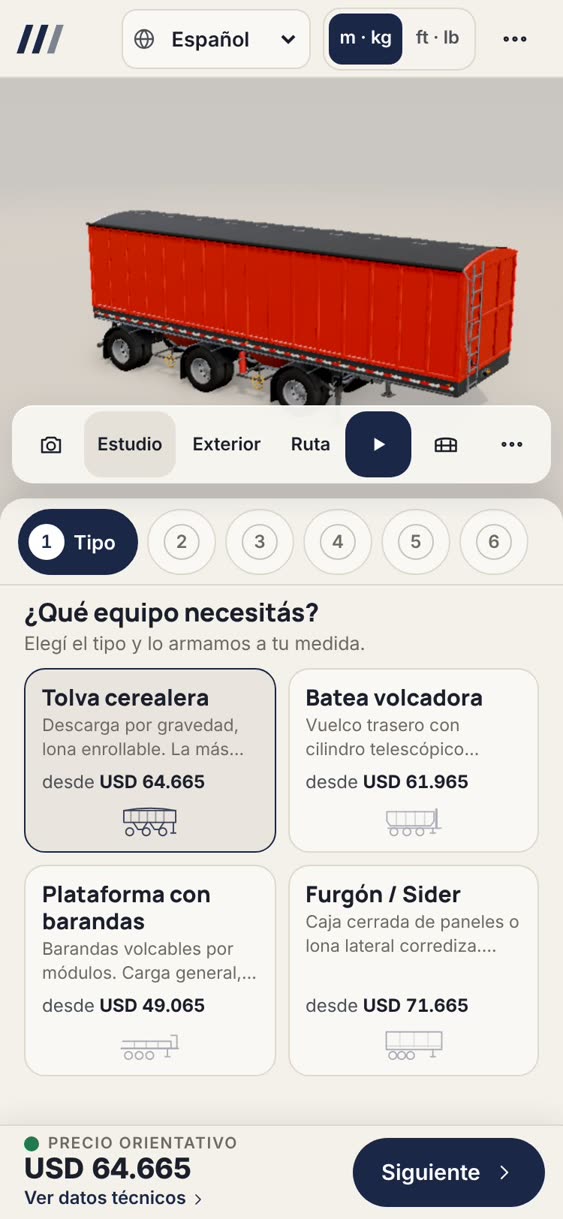 Español
m · kg
ft · lb
Estudio
Exterior
Ruta
1 Tipo
2
3
4
5
6
¿Qué equipo necesitás?
Elegí el tipo y lo armamos a tu medida.
Tolva cerealera
Descarga por gravedad,
lona enrollable. La más...
desde USD 64.665
Batea volcadora
Vuelco trasero con
cilindro telescópico...
desde USD 61.965
Plataforma con
barandas
Barandas volcables por
módulos. Carga general,...
desde USD 49.065
Furgón / Sider
Caja cerrada de paneles o
lona lateral corrediza....
desde USD 71.665
PRECIO ORIENTATIVO
USD 64.665
Ver datos técnicos
Siguiente